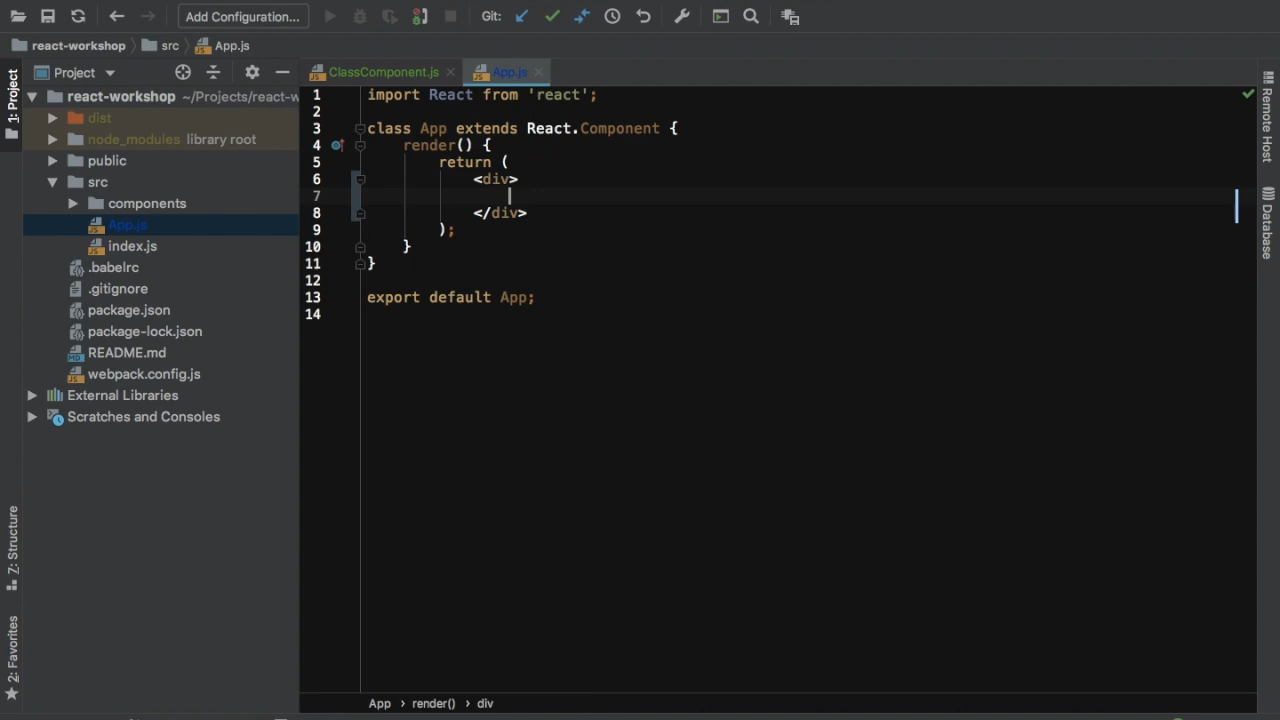 Add Configuration...
Git:
react-workshop
src
App.js
1: Project
Project
ClassComponent.js
App.js
react-workshop ~/Projects/react-w
dist
node_modules library root
public
src
components
App.js
index.js
.babelrc
.gitignore
package.json
package-lock.json
README.md
webpack.config.js
External Libraries
Scratches and Consoles
Z: Structure
2: Favorites
1 import React from 'react';
2
3 class App extends React.Component {
4 render() {
5 return (
6 <div>
7
8 </div>
9 );
10 }
11 }
12
13 export default App;
14
Remote Host
Database
App › render() › div